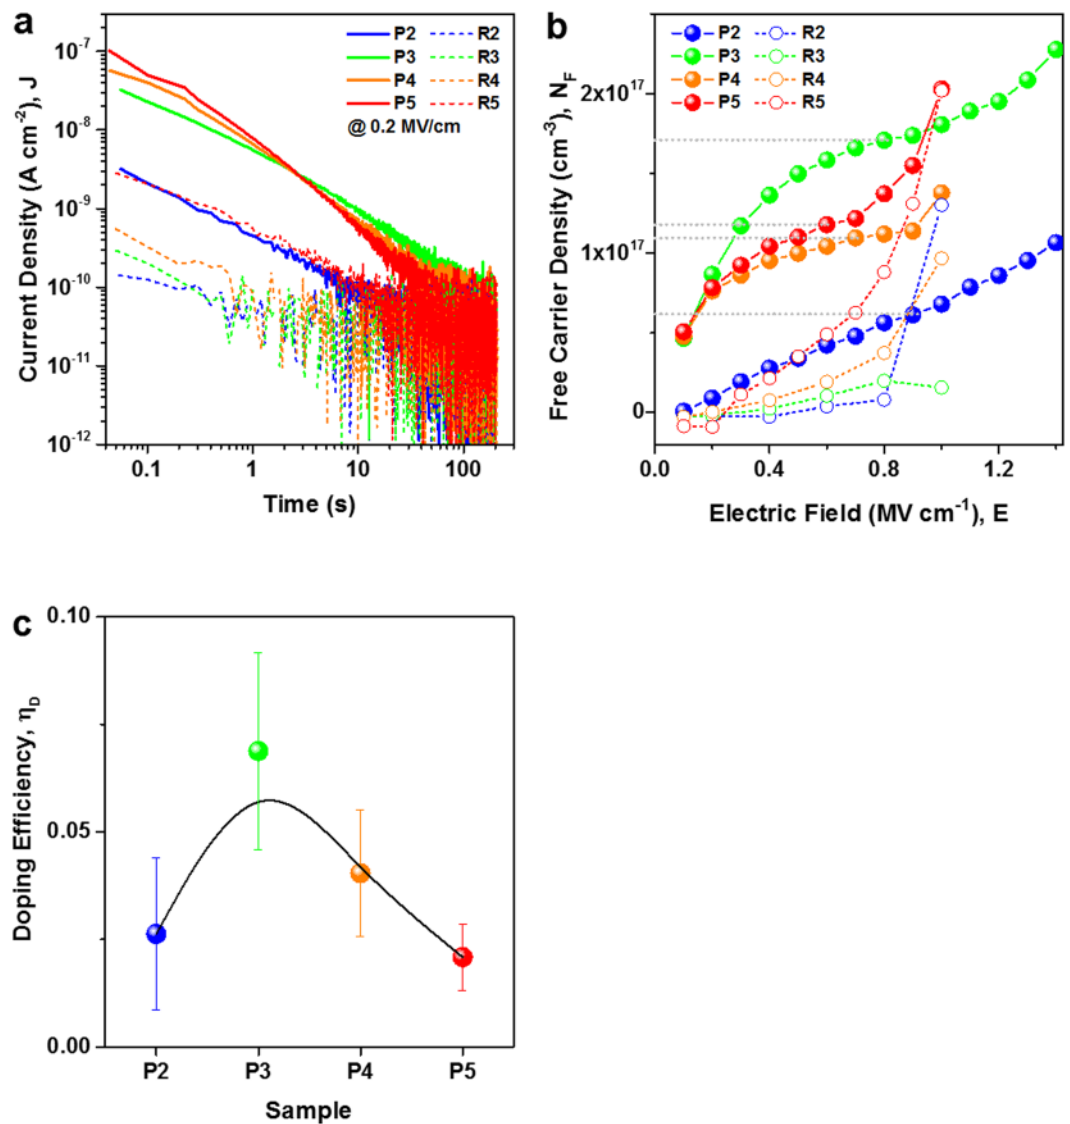 a
10⁻⁷
10⁻⁸
10⁻⁹
10⁻¹⁰
10⁻¹¹
10⁻¹²
Current Density (A cm⁻²), J
P2 R2
P3 R3
P4 R4
P5 R5
@ 0.2 MV/cm
0.1 1 10 100
Time (s)
b
2x10¹⁷
1x10¹⁷
0
Free Carrier Density (cm⁻³), N_F
P2 R2
P3 R3
P4 R4
P5 R5
0.0 0.4 0.8 1.2
Electric Field (MV cm⁻¹), E
c
0.10
0.05
0.00
Doping Efficiency, η_D
P2 P3 P4 P5
Sample